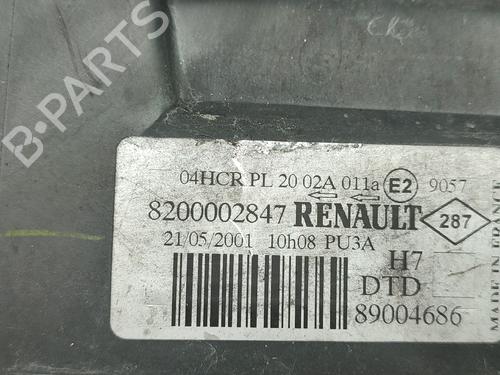 B-PARTS
04HCR PL 20 02A 011a E2 9057
8200002847 RENAULT 287
21/05/2001 10h08 PU3A
H7
DTD
89004686
MADE IN FRANCE